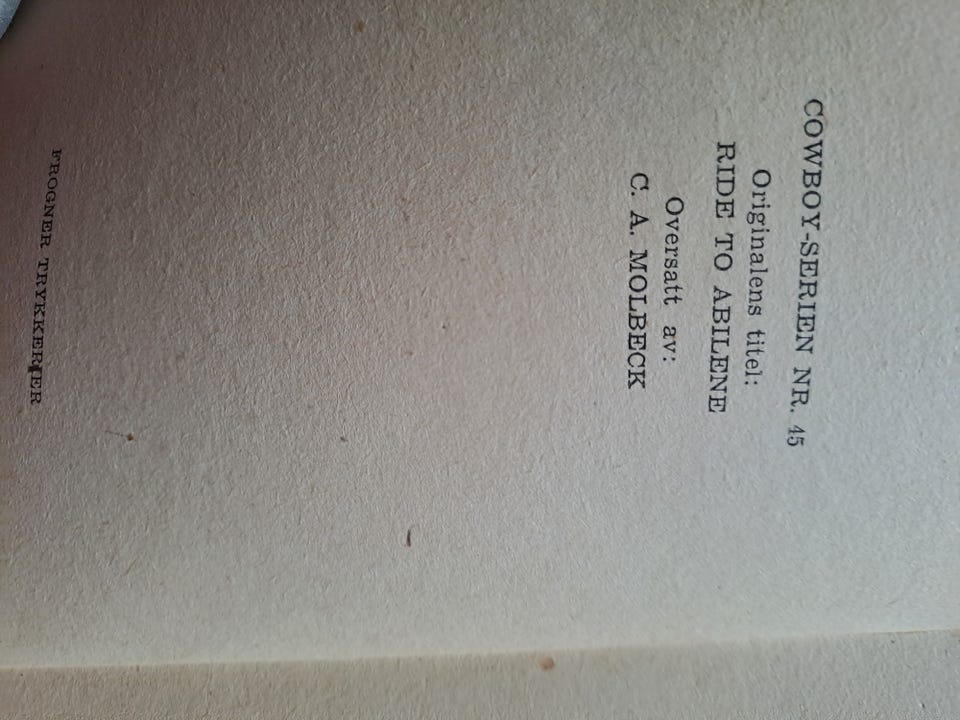 COWBOY-SERIEN NR. 45
Originalens titel:
RIDE TO ABILENE
Oversatt av:
C. A. MOLBECK
FROGNER TRYKKERIER